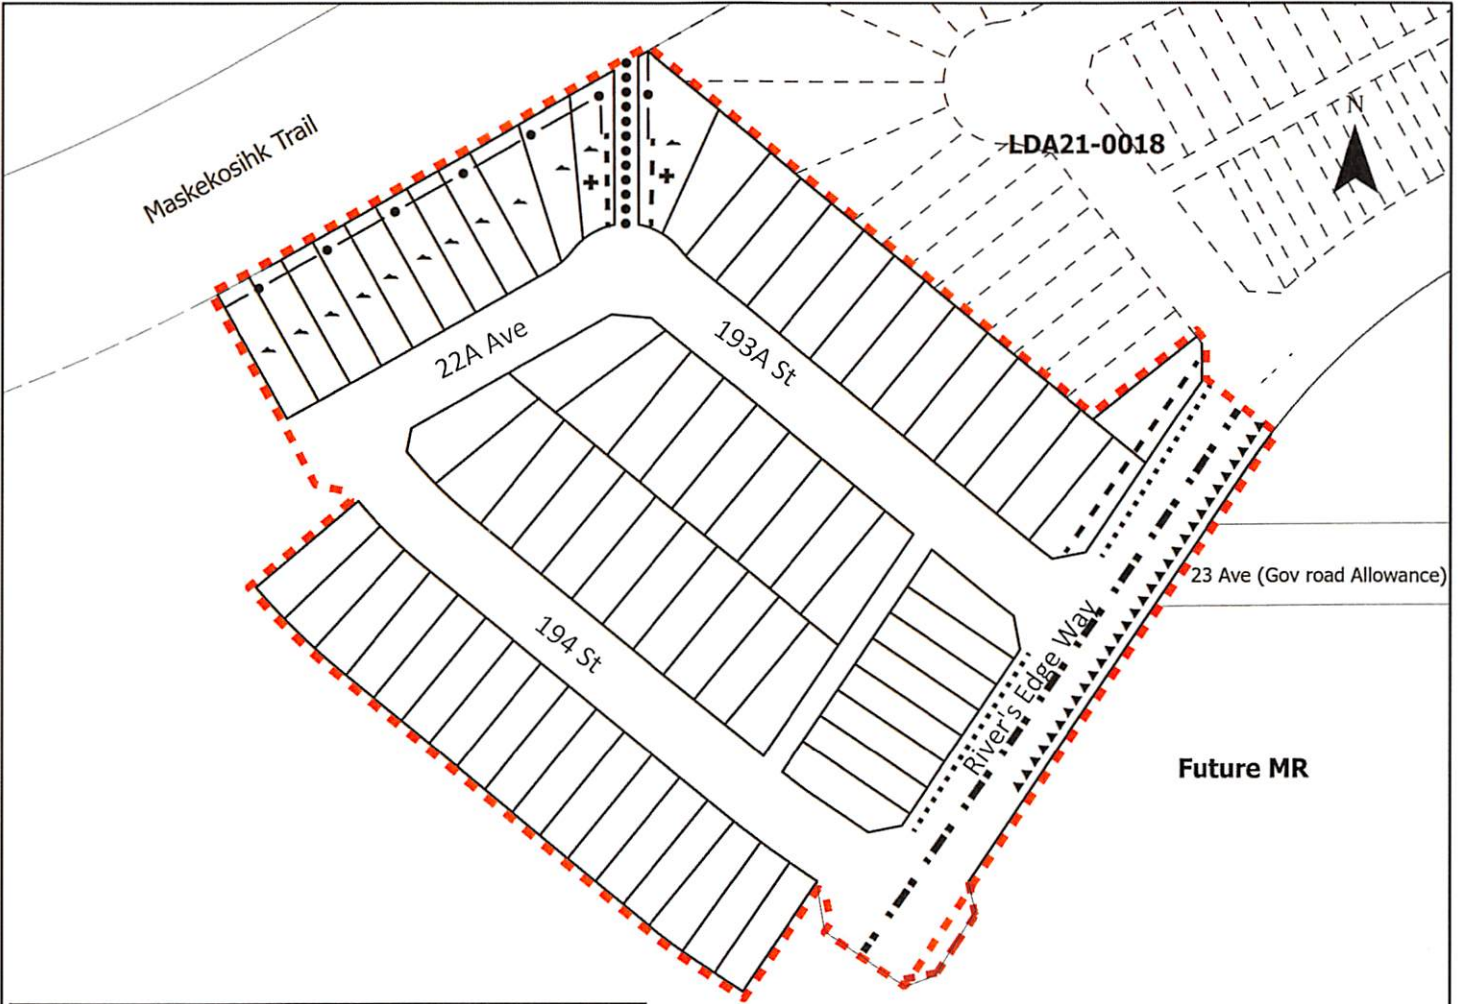 Maskekosihk Trail
LDA21-0018
N
22A Ave
193A St
23 Ave (Gov road Allowance)
194 St
River's Edge Way
Future MR